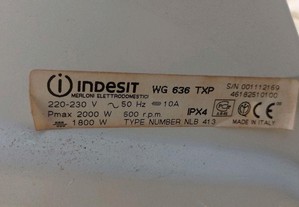 INDESIT WG 636 TXP S/N 001112169
MERLONI ELETTRODOMESTICI 46182510100
220-230 V ~ 50 Hz 10A
Pmax 2000 W 600 r.p.m. IPX4
1800 W TYPE NUMBER NLB 413 MADE IN ITALY